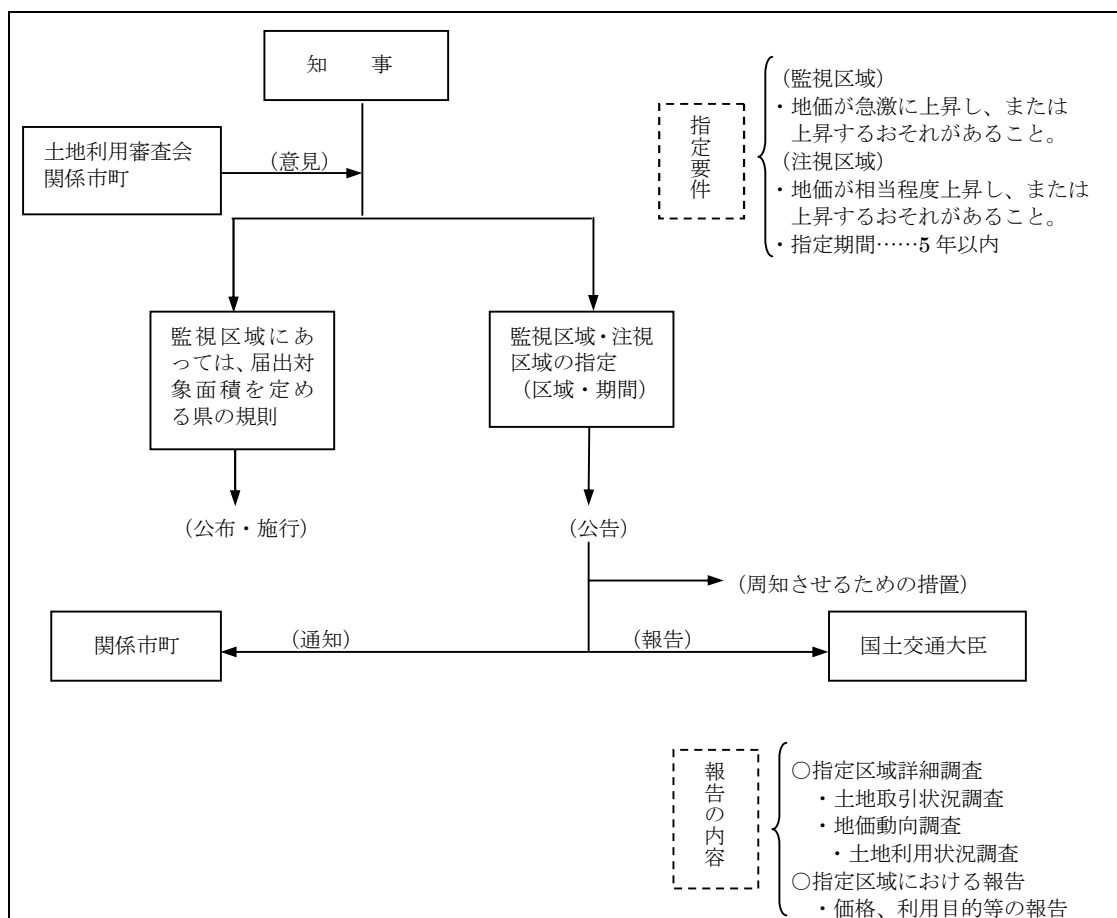 知　　事
土地利用審査会
関係市町
（意見）
指定要件
（監視区域）
・地価が急激に上昇し、または
上昇するおそれがあること。
（注視区域）
・地価が相当程度上昇し、または
上昇するおそれがあること。
・指定期間……5 年以内
監視区域にあ
っては、届出対
象面積を定め
る県の規則
監視区域・注視
区域の指定
（区域・期間）
（公布・施行）
（公告）
（周知させるための措置）
関係市町
（通知）
（報告）
国土交通大臣
報告の内容
○指定区域詳細調査
・土地取引状況調査
・地価動向調査
・土地利用状況調査
○指定区域における報告
・価格、利用目的等の報告